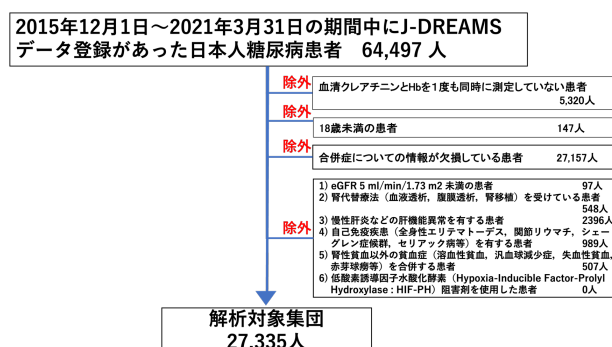 2015年12月1日～2021年3月31日の期間中にJ-DREAMS
データ登録があった日本人糖尿病患者 64,497 人
除外
血清クレアチニンとHbを１度も同時に測定していない患者
5,320人
除外
18歳未満の患者 147人
除外
合併症についての情報が欠損している患者 27,157人
1) eGFR 5 ml/min/1.73 m2 未満の患者 97人
2) 腎代替療法（血液透析，腹膜透析，腎移植）を受けている患者
548人
除外
3) 慢性肝炎などの肝機能異常を有する患者 2396人
4) 自己免疫疾患（全身性エリテマトーデス，関節リウマチ，シェー
グレン症候群，セリアック病等）を有する患者 989人
5) 腎性貧血以外の貧血症（溶血性貧血，汎血球減少症，失血性貧血，
赤芽球癆等）を合併する患者 507人
6) 低酸素誘導因子水酸化酵素（Hypoxia-Inducible Factor-Prolyl
Hydroxylase : HIF-PH）阻害剤を使用した患者 0人
解析対象集団
27,335人